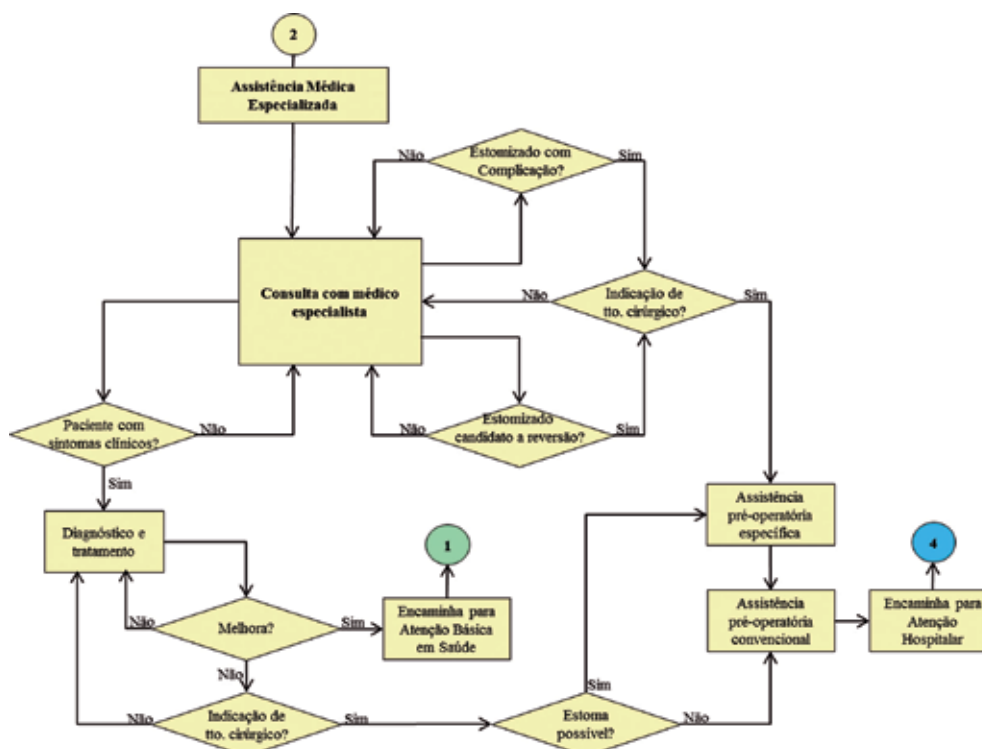 2
Assistência Médica
Especializada
Não
Estomizado com
Complicação?
Sim
Consulta com médico
especialista
Não
Indicação de
tto. cirúrgico?
Sim
Paciente com
sintomas clínicos?
Não
Não
Estomizado
candidato a reversão?
Sim
Sim
Diagnóstico e
tratamento
Assistência
pré-operatória
específica
1
4
Não
Melhora?
Sim
Encaminha para
Atenção Básica
em Saúde
Assistência
pré-operatória
convencional
Encaminha para
Atenção
Hospitalar
Não
Sim
Não
Indicação de
tto. cirúrgico?
Sim
Estoma
possível?
Não